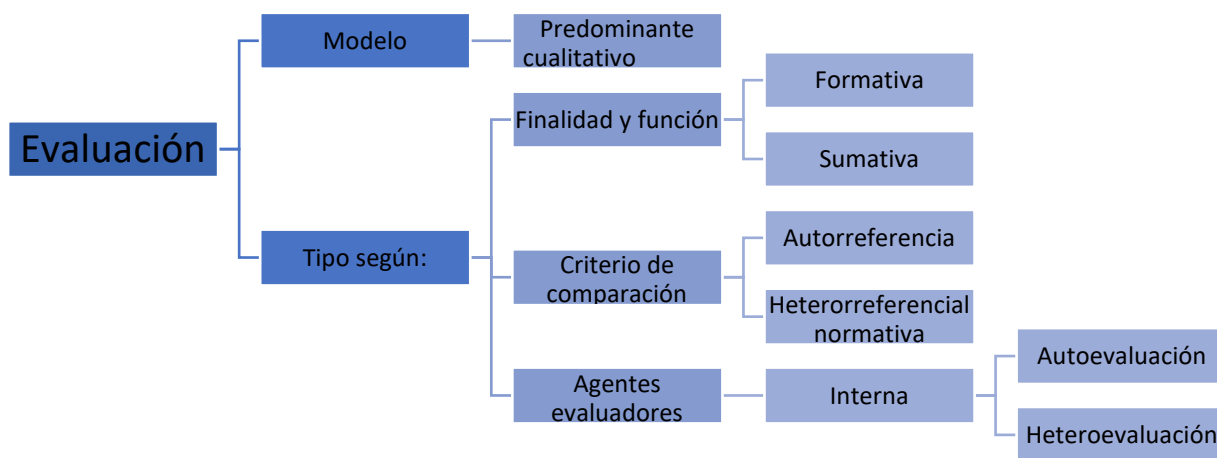 Evaluación
Modelo
Predominante
cualitativo
Tipo según:
Finalidad y función
Formativa
Sumativa
Criterio de
comparación
Autorreferencia
Heterorreferencial
normativa
Agentes
evaluadores
Interna
Autoevaluación
Heteroevaluación